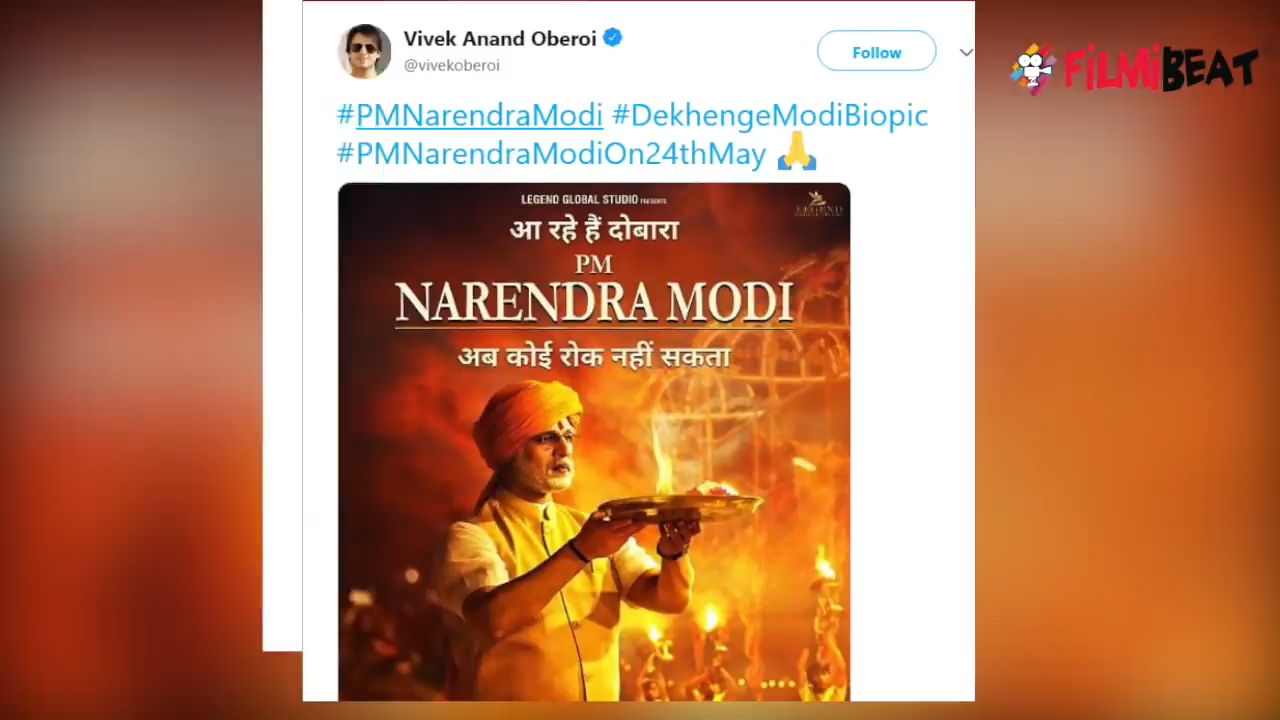 Vivek Anand Oberoi
@vivekoberoi
Follow
FiLMiBEAT
#PMNarendraModi #DekhengeModiBiopic
#PMNarendraModiOn24thMay
LEGEND GLOBAL STUDIO PRESENTS
LEGEND
आ रहे हैं दोबारा
PM
NARENDRA MODI
अब कोई रोक नहीं सकता